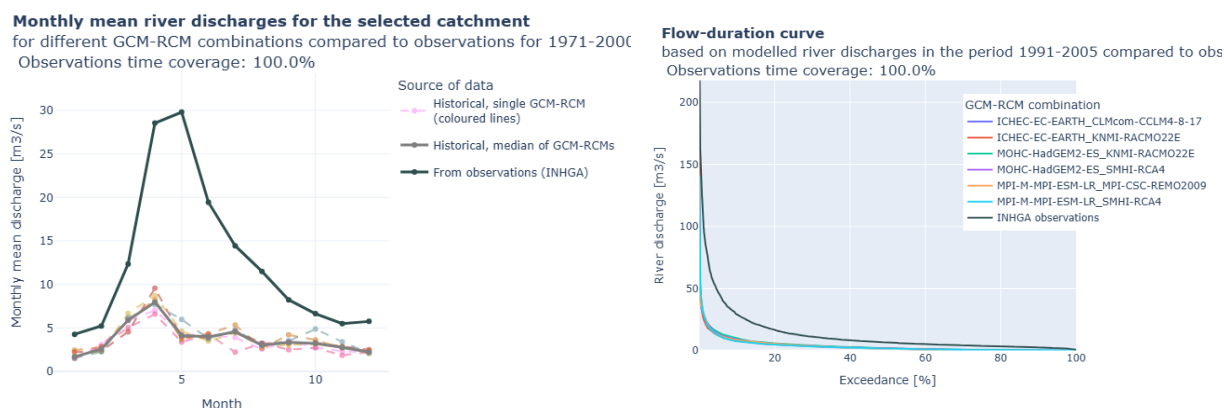 Monthly mean river discharges for the selected catchment
for different GCM-RCM combinations compared to observations for 1971-2000
Observations time coverage: 100.0%
Source of data
Historical, single GCM-RCM
(coloured lines)
Historical, median of GCM-RCMs
From observations (INHGA)
Monthly mean discharge [m3/s]
30
25
20
15
10
5
0
5
10
Month
Flow-duration curve
based on modelled river discharges in the period 1991-2005 compared to obs
Observations time coverage: 100.0%
GCM-RCM combination
ICHEC-EC-EARTH_CLMcom-CCLM4-8-17
ICHEC-EC-EARTH_KNMI-RACMO22E
MOHC-HadGEM2-ES_KNMI-RACMO22E
MOHC-HadGEM2-ES_SMHI-RCA4
MPI-M-MPI-ESM-LR_MPI-CSC-REMO2009
MPI-M-MPI-ESM-LR_SMHI-RCA4
INHGA observations
River discharge [m3/s]
200
150
100
50
0
20
40
60
80
100
Exceedance [%]